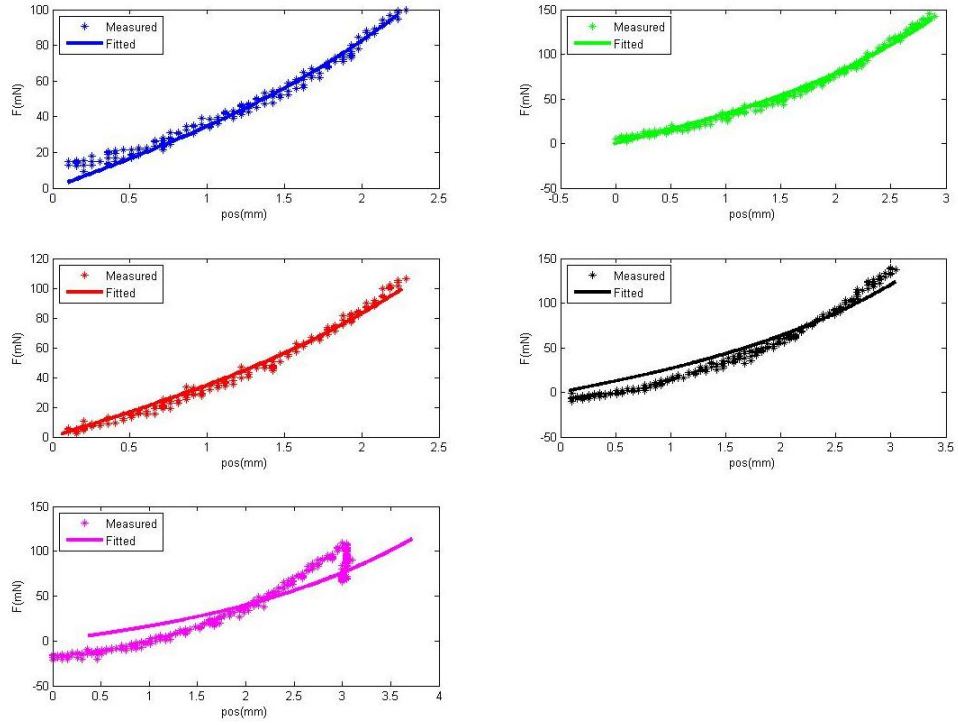 100
80
60
40
20
0
F(mN)
Measured
Fitted
0 0.5 1 1.5 2 2.5
pos(mm)
150
100
50
0
-50
F(mN)
Measured
Fitted
-0.5 0 0.5 1 1.5 2 2.5 3
pos(mm)
120
100
80
60
40
20
0
F(mN)
Measured
Fitted
0 0.5 1 1.5 2 2.5
pos(mm)
150
100
50
0
-50
F(mN)
Measured
Fitted
0 0.5 1 1.5 2 2.5 3 3.5
pos(mm)
150
100
50
0
-50
F(mN)
Measured
Fitted
0 0.5 1 1.5 2 2.5 3 3.5 4
pos(mm)